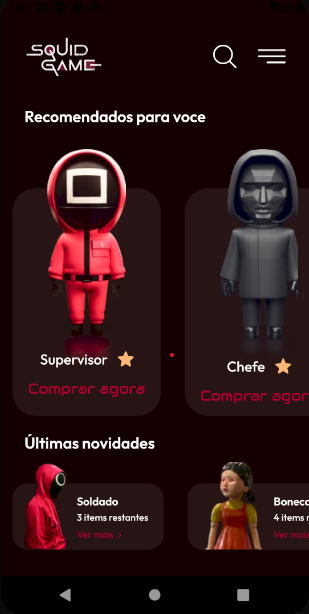 SQUID
GAME
Recomendados para voce
Supervisor
Comprar agora
Chefe
Comprar agor
Últimas novidades
Soldado
3 items restantes
Ver mais >
Bonec
4 items r
Ver mais